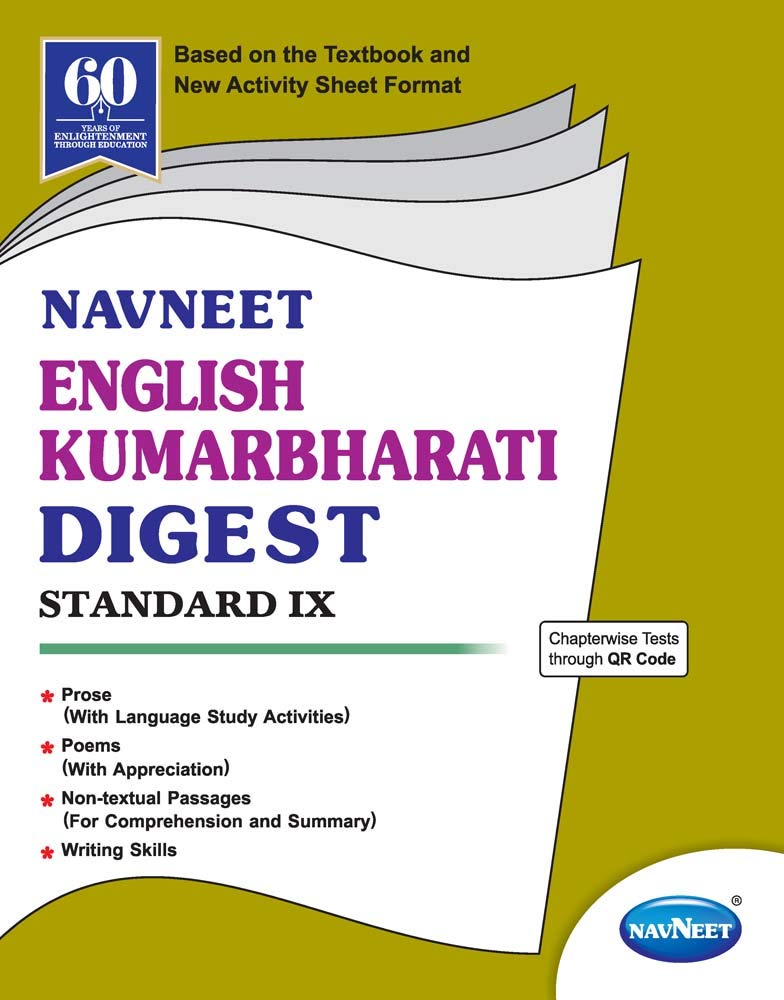 60
YEARS OF
ENLIGHTENMENT
THROUGH EDUCATION
Based on the Textbook and
New Activity Sheet Format
NAVNEET
ENGLISH
KUMARBHARATI
DIGEST
STANDARD IX
Chapterwise Tests
through QR Code
* Prose
(With Language Study Activities)
* Poems
(With Appreciation)
* Non-textual Passages
(For Comprehension and Summary)
* Writing Skills
NAVNEET ®